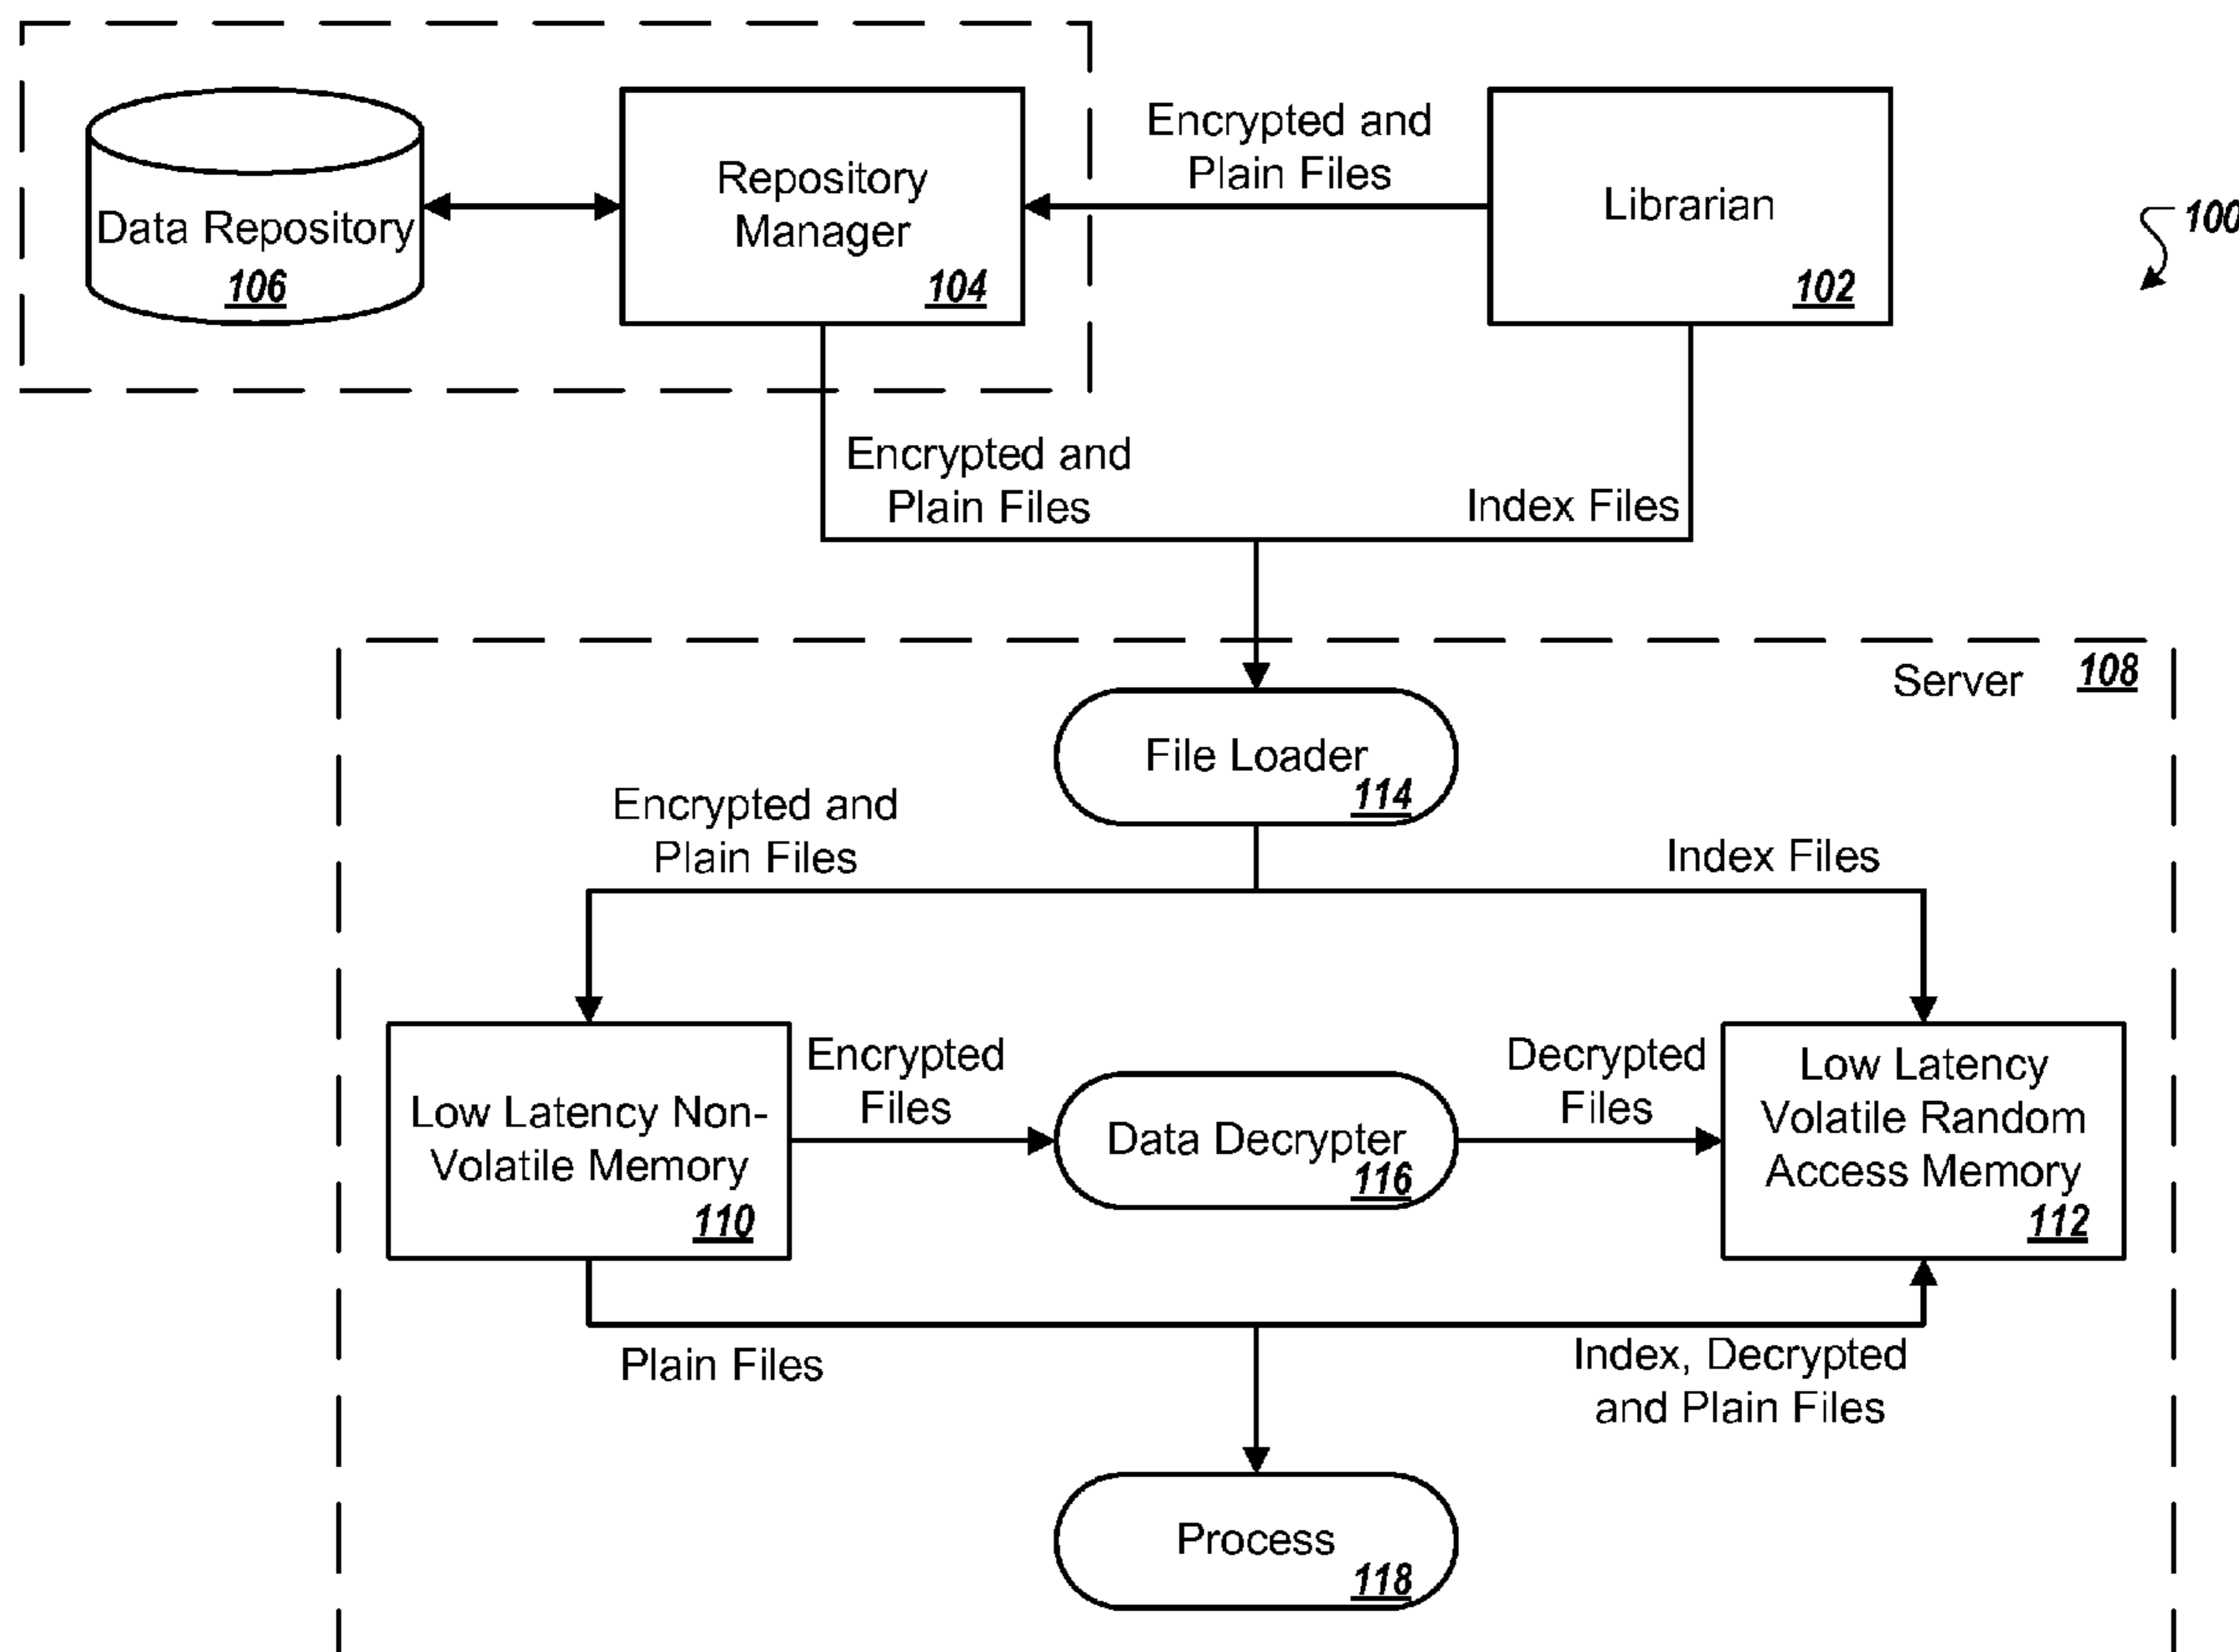 Data Repository
106
Repository
Manager
104
Encrypted and
Plain Files
Librarian
102
100
Encrypted and
Plain Files
Index Files
Server
108
File Loader
114
Encrypted and
Plain Files
Index Files
Low Latency Non-
Volatile Memory
110
Encrypted
Files
Data Decrypter
116
Decrypted
Files
Low Latency
Volatile Random
Access Memory
112
Plain Files
Index, Decrypted
and Plain Files
Process
118